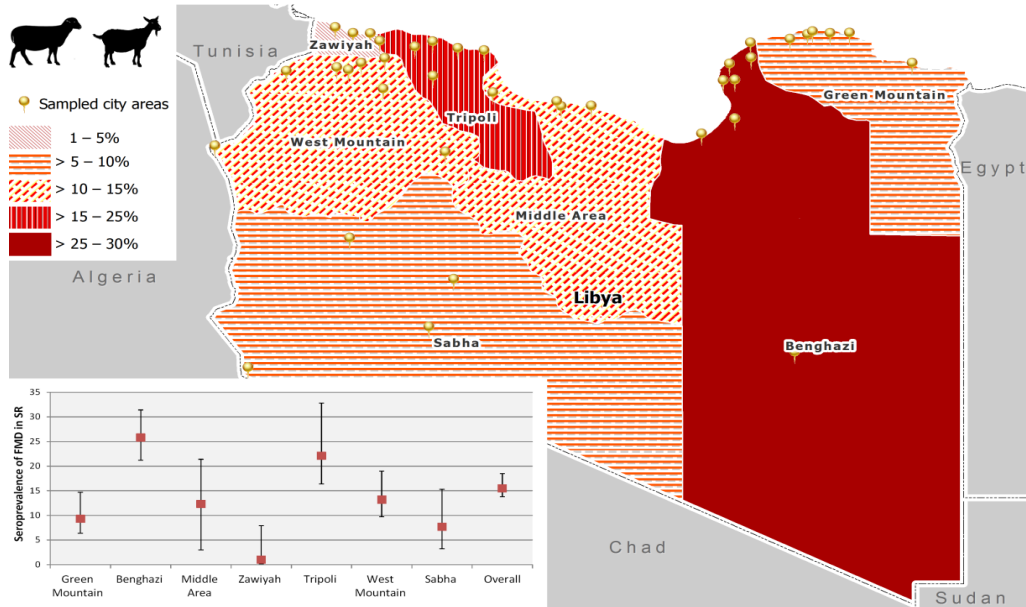 Tunisia
Zawiyah
Sampled city areas
1 – 5%
> 5 – 10%
> 10 – 15%
> 15 – 25%
> 25 – 30%
West Mountain
Tripoli
Green Mountain
Egypt
Middle Area
Algeria
Libya
Sabha
Benghazi
Chad
Sudan
Seroprevalence of FMD in SR
35
30
25
20
15
10
5
0
Green
Mountain
Benghazi
Middle
Area
Zawiyah
Tripoli
West
Mountain
Sabha
Overall